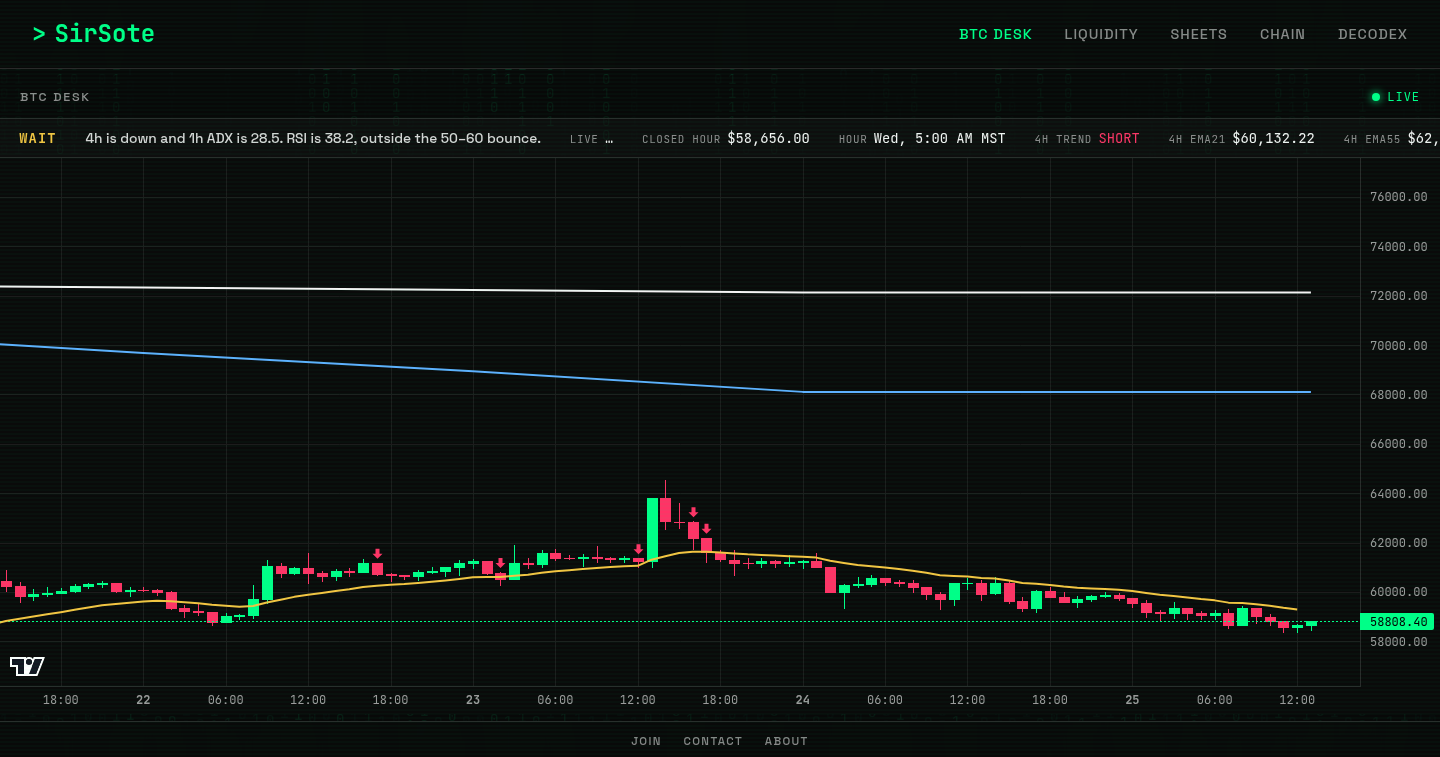 > SirSote
BTC DESK LIQUIDITY SHEETS CHAIN DECODEX
BTC DESK
LIVE
WAIT 4h is down and 1h ADX is 28.5. RSI is 38.2, outside the 50–60 bounce. LIVE … CLOSED HOUR $58,656.00 HOUR Wed, 5:00 AM MST 4H TREND SHORT 4H EMA21 $60,132.22 4H EMA55 $62,
76000.00
74000.00
72000.00
70000.00
68000.00
66000.00
64000.00
62000.00
60000.00
58808.40
58000.00
18:00 22 06:00 12:00 18:00 23 06:00 12:00 18:00 24 06:00 12:00 18:00 25 06:00 12:00
JOIN CONTACT ABOUT